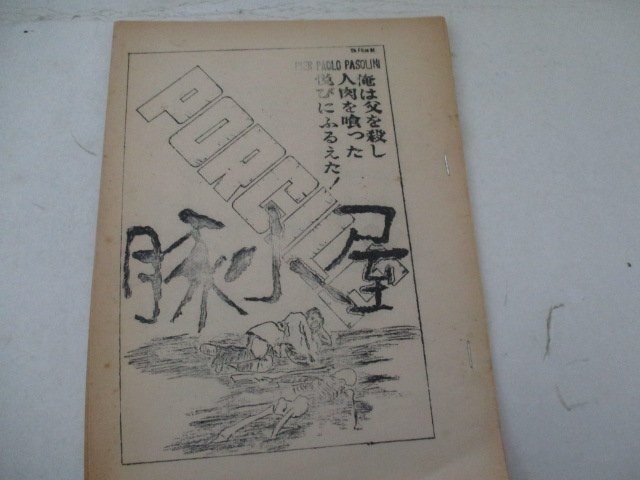 PIER PAOLO PASOLINI
俺は父を殺し
人肉を喰った
悦びにふるえた!
PORCILE
豚小屋